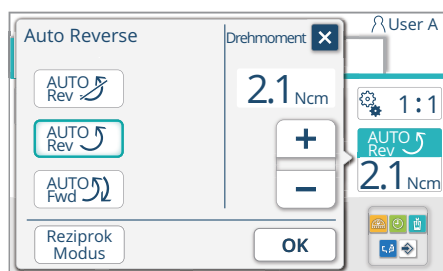 User A
Auto Reverse
Drehmoment
AUTO
Rev
2.1 Ncm
1:1
AUTO
Rev
+
AUTO
Rev
2.1 Ncm
AUTO
Fwd
−
Reziprok
Modus
OK